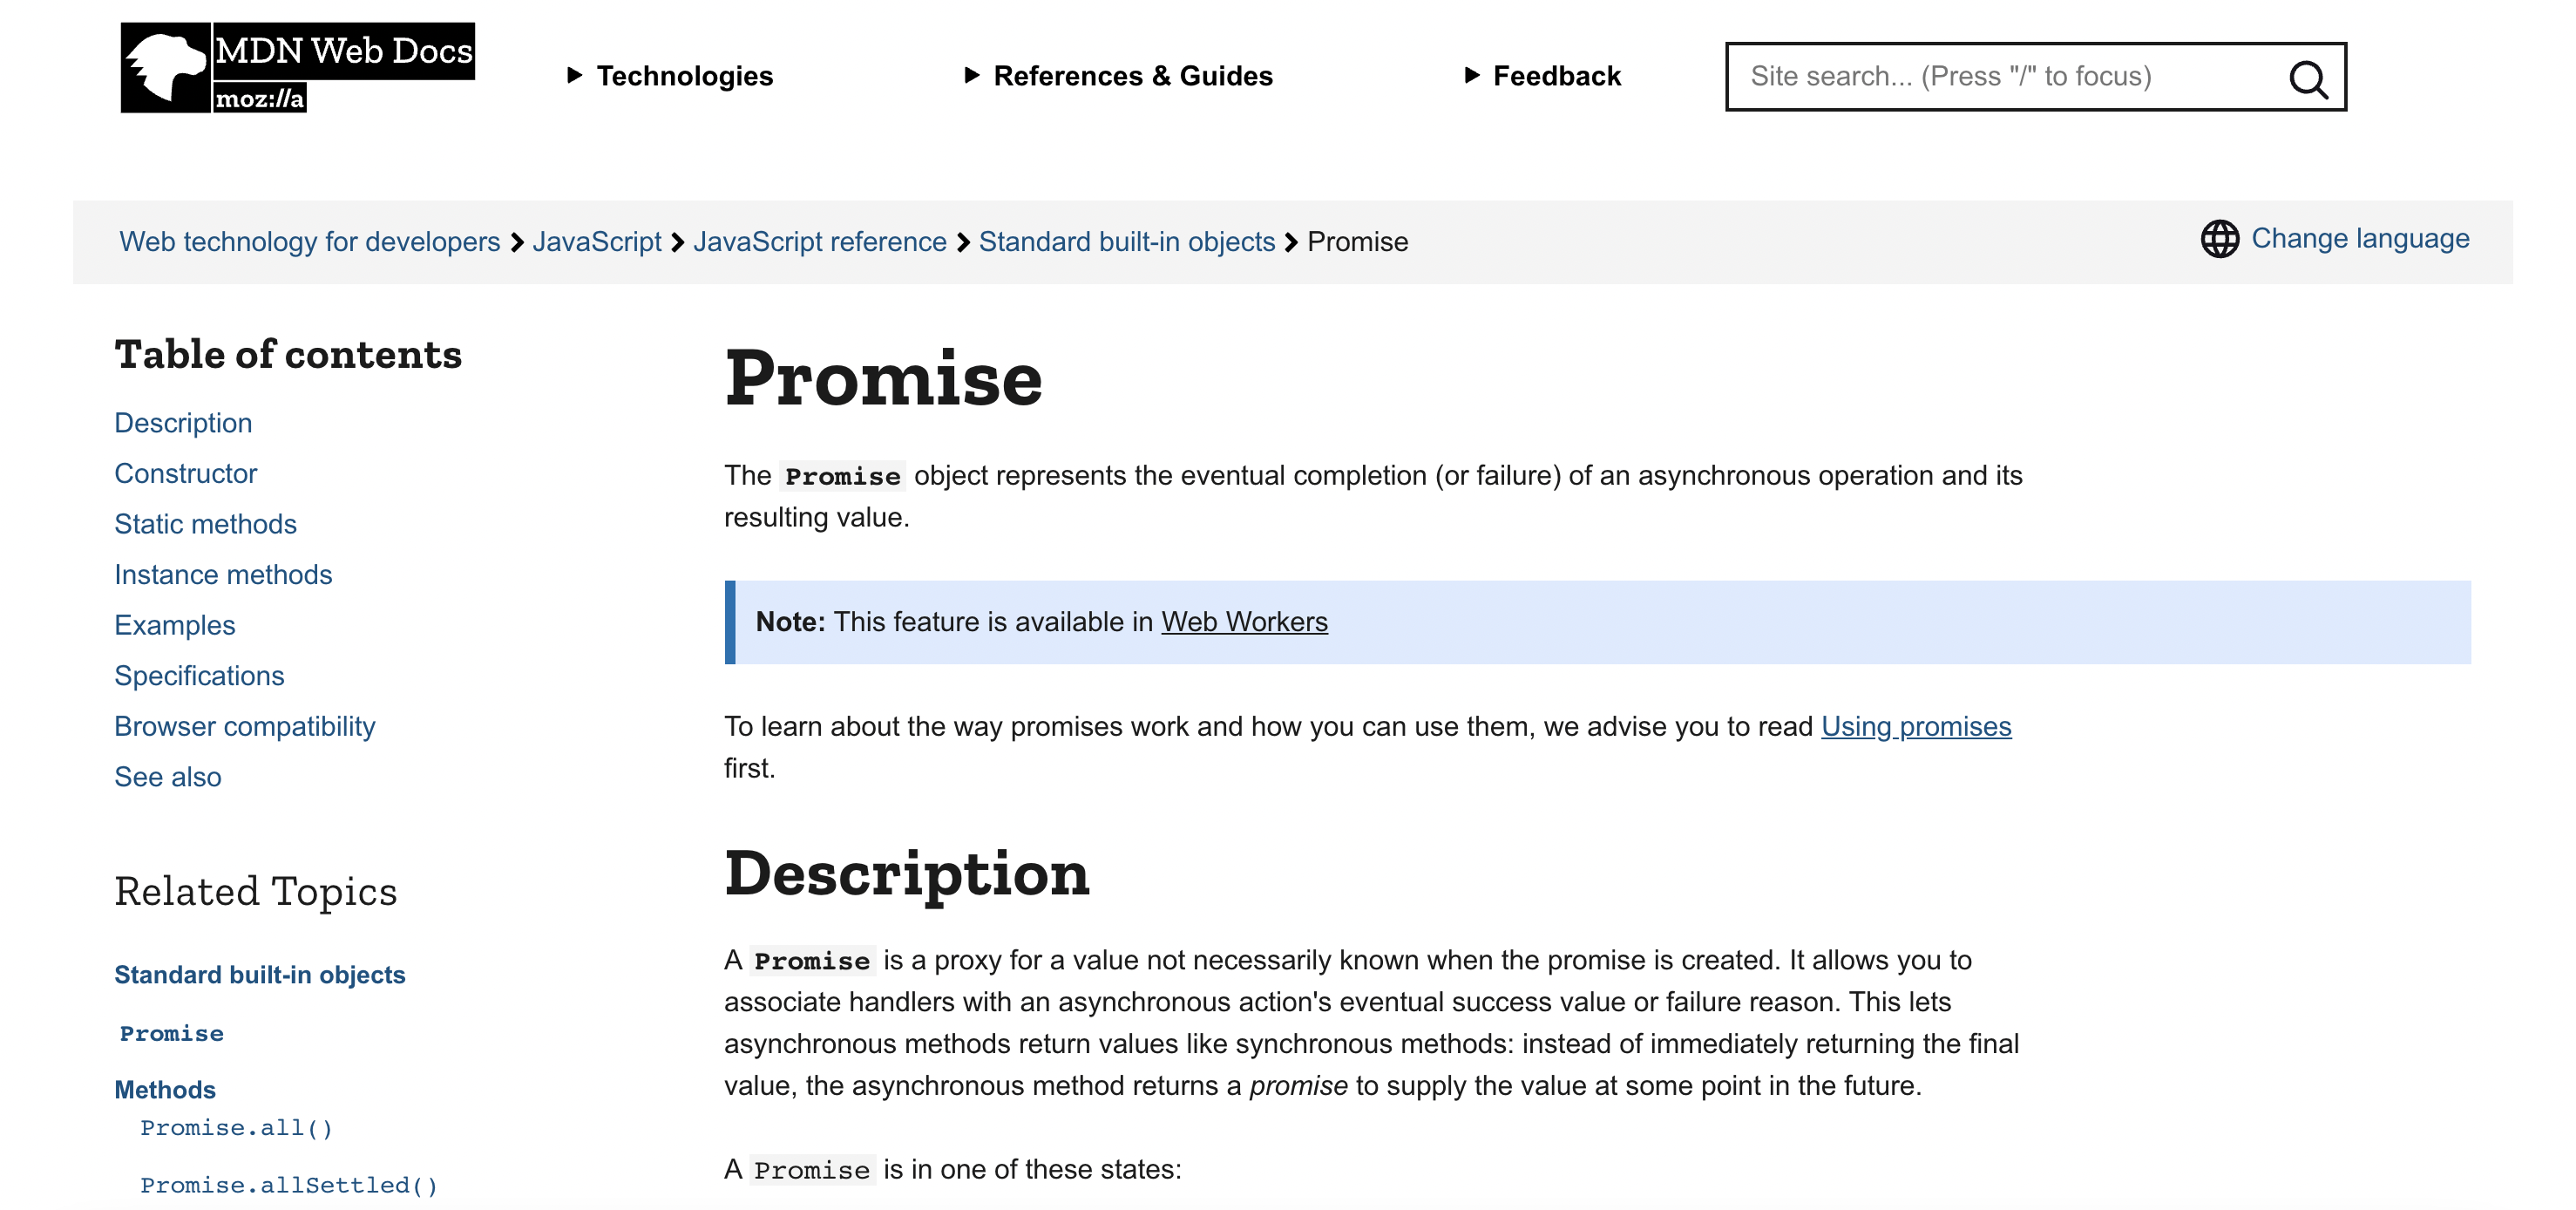 MDN Web Docs
moz://a
Technologies
References & Guides
Feedback
Site search... (Press "/" to focus)
Web technology for developers > JavaScript > JavaScript reference > Standard built-in objects > Promise
Change language
Table of contents
Description
Constructor
Static methods
Instance methods
Examples
Specifications
Browser compatibility
See also
Related Topics
Standard built-in objects
Promise
Methods
Promise.all()
Promise.allSettled()
Promise
The Promise object represents the eventual completion (or failure) of an asynchronous operation and its
resulting value.
Note: This feature is available in Web Workers
To learn about the way promises work and how you can use them, we advise you to read Using promises
first.
Description
A Promise is a proxy for a value not necessarily known when the promise is created. It allows you to
associate handlers with an asynchronous action's eventual success value or failure reason. This lets
asynchronous methods return values like synchronous methods: instead of immediately returning the final
value, the asynchronous method returns a promise to supply the value at some point in the future.
A Promise is in one of these states: